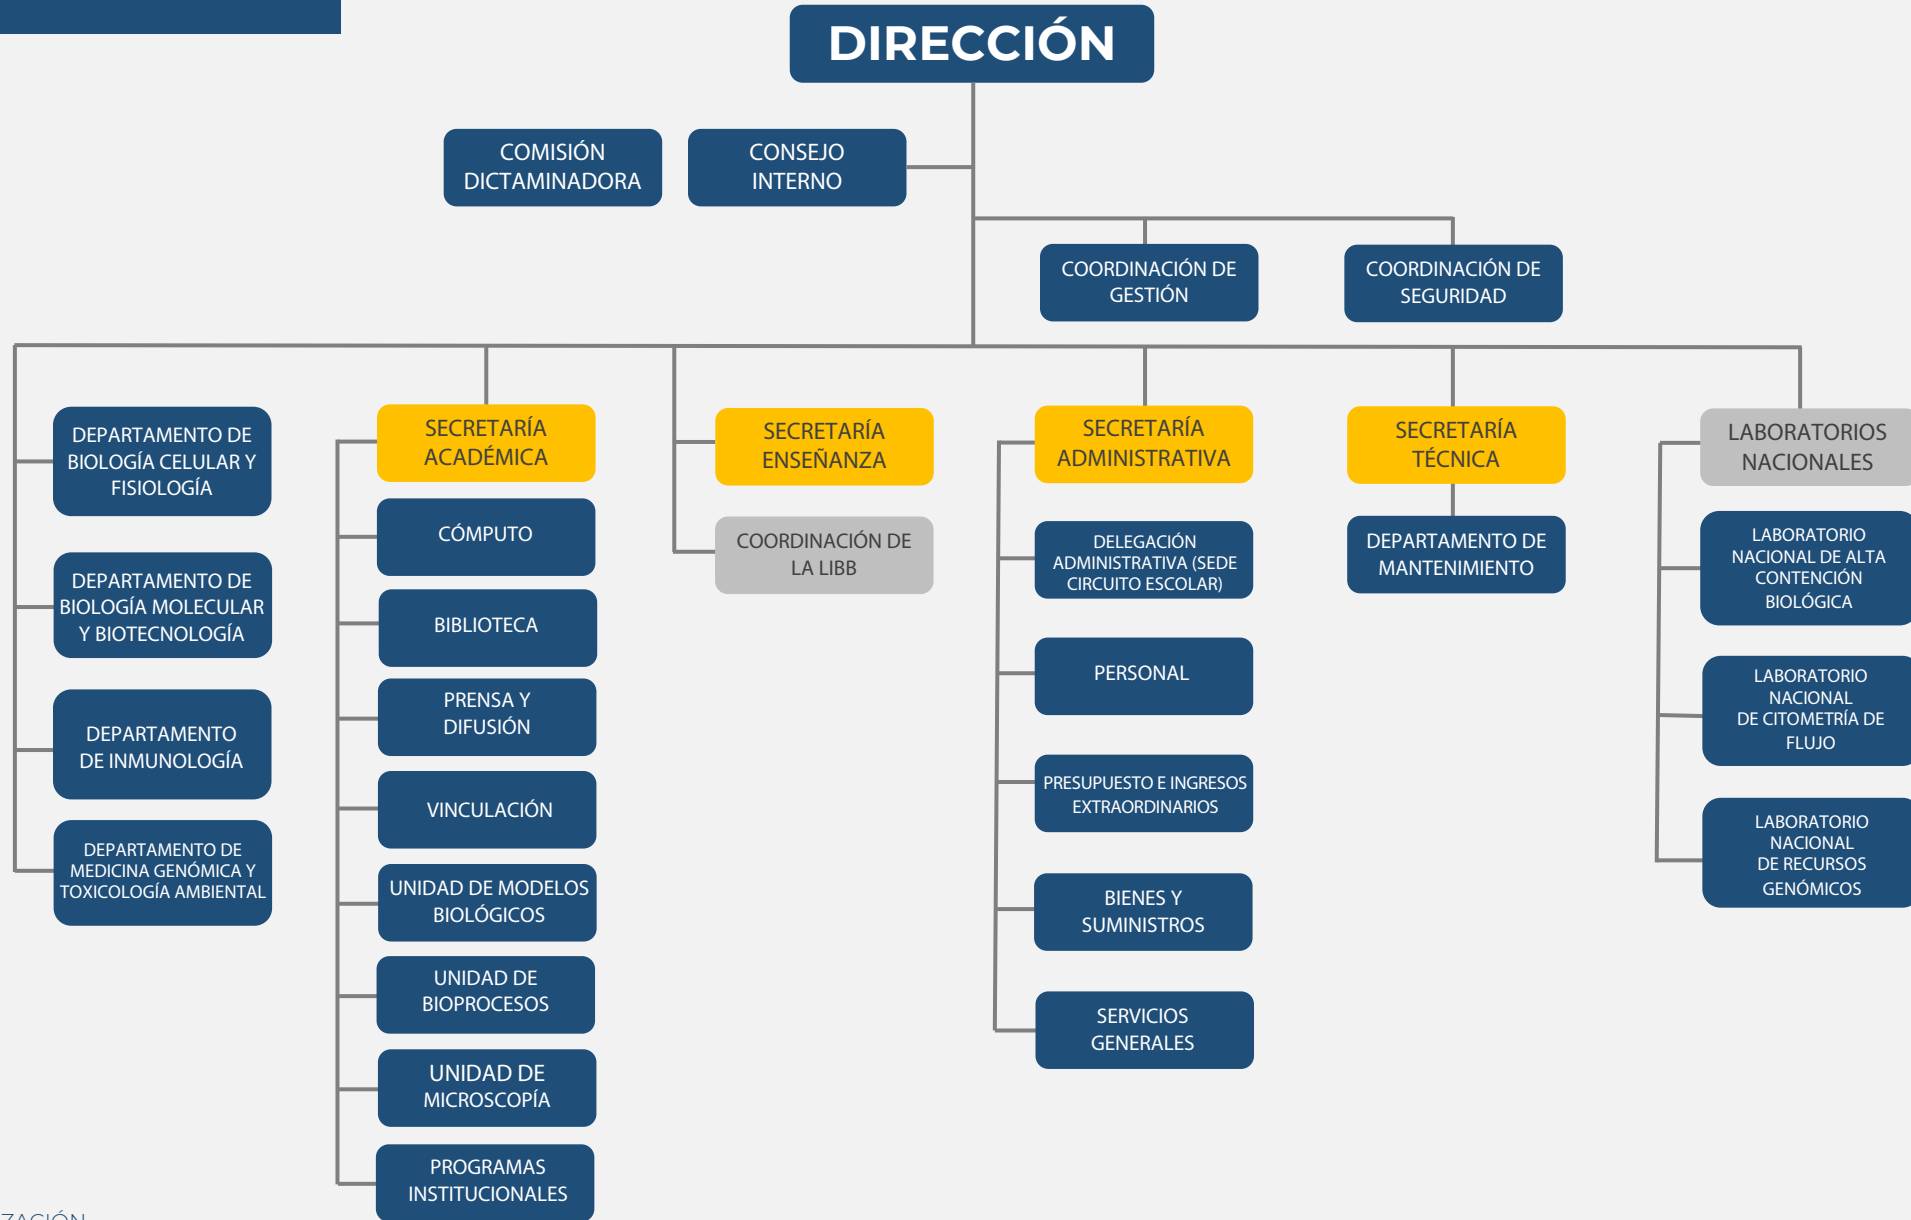 DIRECCIÓN
COMISIÓN
DICTAMINADORA
CONSEJO
INTERNO
COORDINACIÓN DE
GESTIÓN
COORDINACIÓN DE
SEGURIDAD
DEPARTAMENTO DE
BIOLOGÍA CELULAR Y
FISIOLOGÍA
DEPARTAMENTO DE
BIOLOGÍA MOLECULAR
Y BIOTECNOLOGÍA
DEPARTAMENTO
DE INMUNOLOGÍA
DEPARTAMENTO DE
MEDICINA GENÓMICA Y
TOXICOLOGÍA AMBIENTAL
SECRETARÍA
ACADÉMICA
CÓMPUTO
BIBLIOTECA
PRENSA Y
DIFUSIÓN
VINCULACIÓN
UNIDAD DE MODELOS
BIOLÓGICOS
UNIDAD DE
BIOPROCESOS
UNIDAD DE
MICROSCOPÍA
PROGRAMAS
INSTITUCIONALES
SECRETARÍA
ENSEÑANZA
COORDINACIÓN DE
LA LIBB
SECRETARÍA
ADMINISTRATIVA
DELEGACIÓN
ADMINISTRATIVA (SEDE
CIRCUITO ESCOLAR)
PERSONAL
PRESUPUESTO E INGRESOS
EXTRAORDINARIOS
BIENES Y
SUMINISTROS
SERVICIOS
GENERALES
SECRETARÍA
TÉCNICA
DEPARTAMENTO DE
MANTENIMIENTO
LABORATORIOS
NACIONALES
LABORATORIO
NACIONAL DE ALTA
CONTENCIÓN
BIOLÓGICA
LABORATORIO
NACIONAL
DE CITOMETRÍA DE
FLUJO
LABORATORIO
NACIONAL
DE RECURSOS
GENÓMICOS